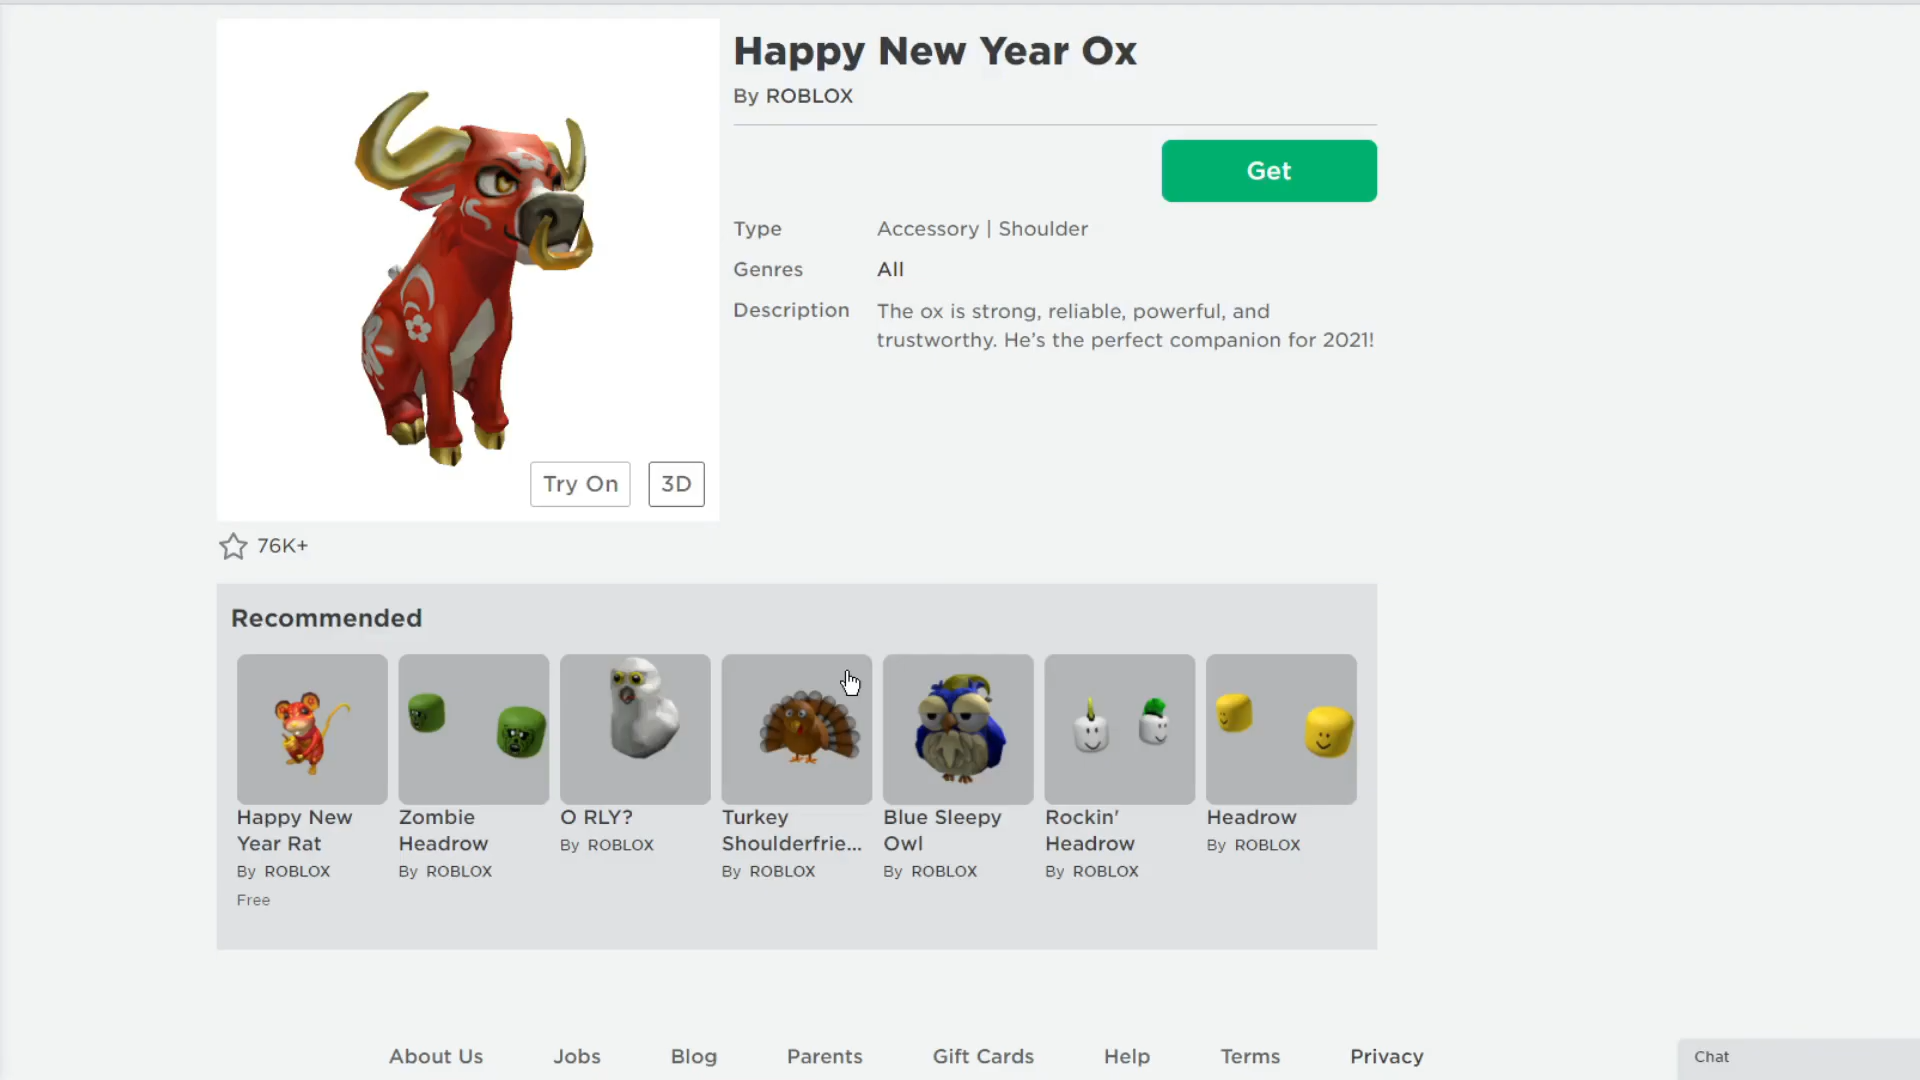 Happy New Year Ox
By ROBLOX
Get
Type
Accessory | Shoulder
Genres
All
Description
The ox is strong, reliable, powerful, and
trustworthy. He’s the perfect companion for 2021!
Try On
3D
76K+
Recommended
Happy New
Year Rat
By ROBLOX
Free
Zombie
Headrow
By ROBLOX
O RLY?
By ROBLOX
Turkey
Shoulderfrie...
By ROBLOX
Blue Sleepy
Owl
By ROBLOX
Rockin'
Headrow
By ROBLOX
Headrow
By ROBLOX
About Us
Jobs
Blog
Parents
Gift Cards
Help
Terms
Privacy
Chat